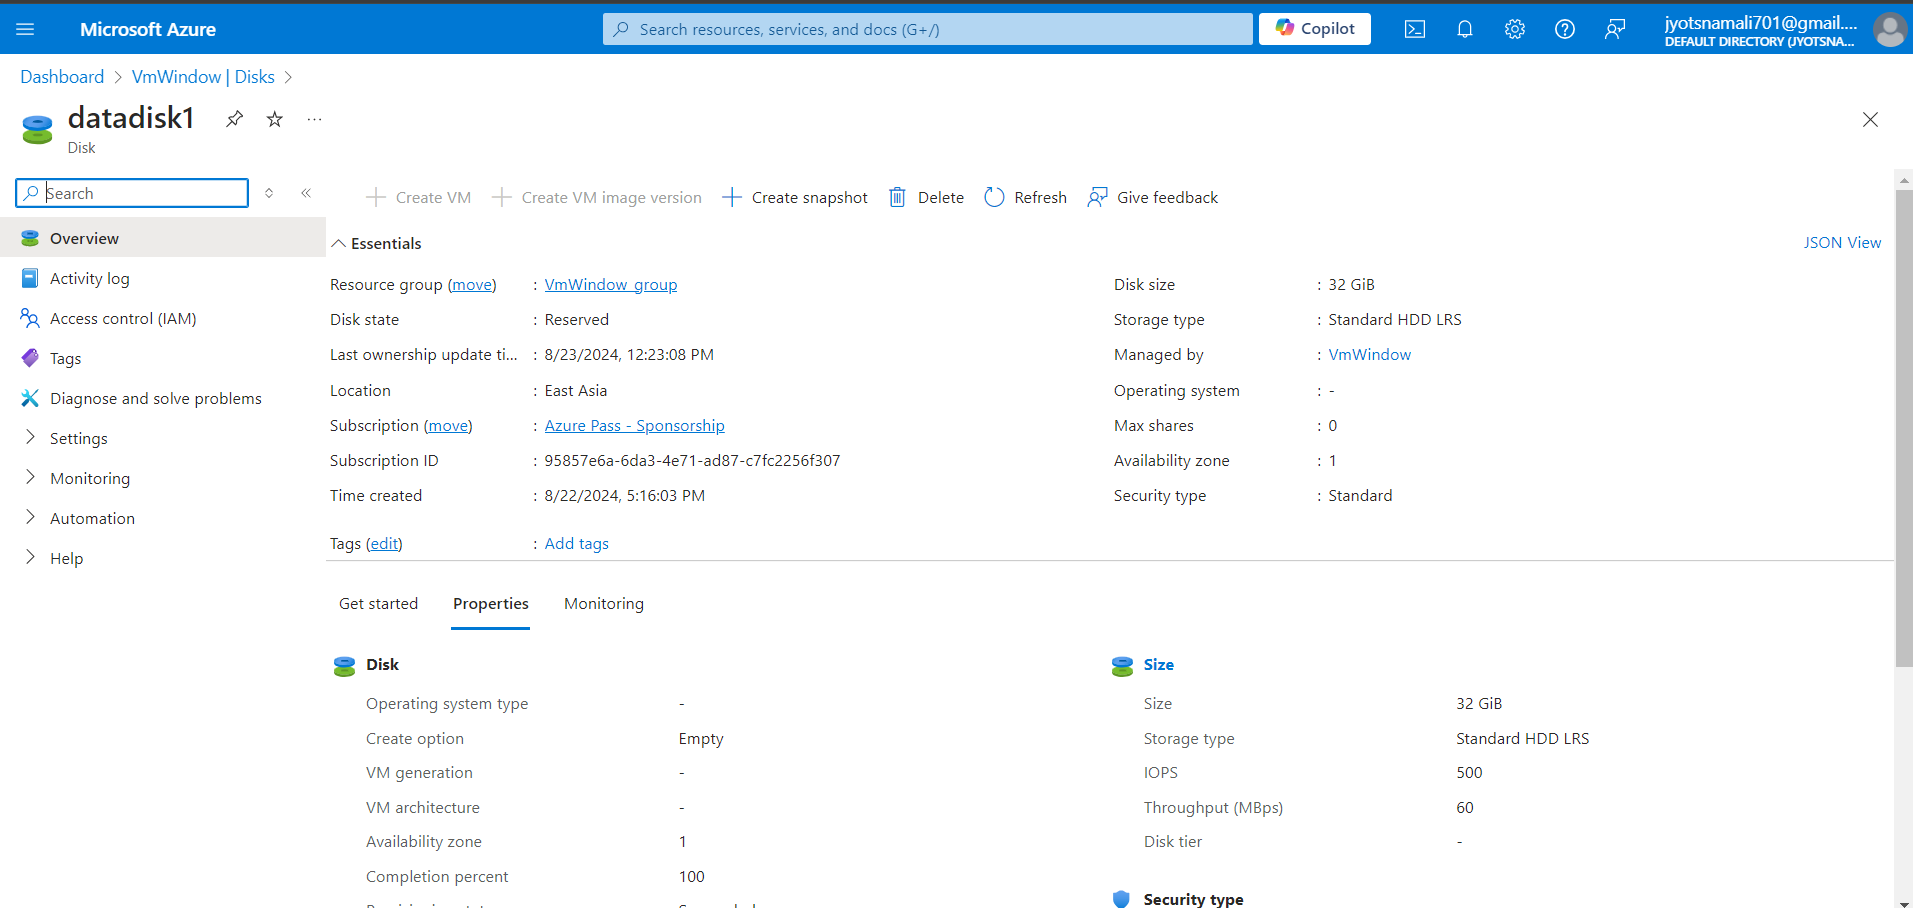 Microsoft Azure
Search resources, services, and docs (G+/)
Copilot
jyotsnamali701@gmail....
DEFAULT DIRECTORY (JYOTSNA...
Dashboard > VmWindow | Disks >
datadisk1
...
Disk
Search
Create VM
Create VM image version
Create snapshot
Delete
Refresh
Give feedback
Overview
Activity log
Access control (IAM)
Tags
Diagnose and solve problems
Settings
Monitoring
Automation
Help
Essentials
JSON View
Resource group (move) : VmWindow_group
Disk state : Reserved
Last ownership update ti... : 8/23/2024, 12:23:08 PM
Location : East Asia
Subscription (move) : Azure Pass - Sponsorship
Subscription ID : 95857e6a-6da3-4e71-ad87-c7fc2256f307
Time created : 8/22/2024, 5:16:03 PM
Disk size : 32 GiB
Storage type : Standard HDD LRS
Managed by : VmWindow
Operating system : -
Max shares : 0
Availability zone : 1
Security type : Standard
Tags (edit) : Add tags
Get started
Properties
Monitoring
Disk
Operating system type -
Create option Empty
VM generation -
VM architecture -
Availability zone 1
Completion percent 100
Size
Size 32 GiB
Storage type Standard HDD LRS
IOPS 500
Throughput (MBps) 60
Disk tier -
Security type